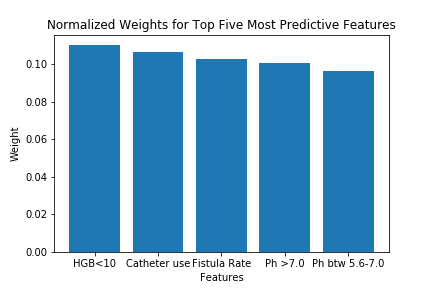 Normalized Weights for Top Five Most Predictive Features
Weight
0.10
0.08
0.06
0.04
0.02
0.00
HGB<10 Catheter use Fistula Rate Ph >7.0 Ph btw 5.6-7.0
Features